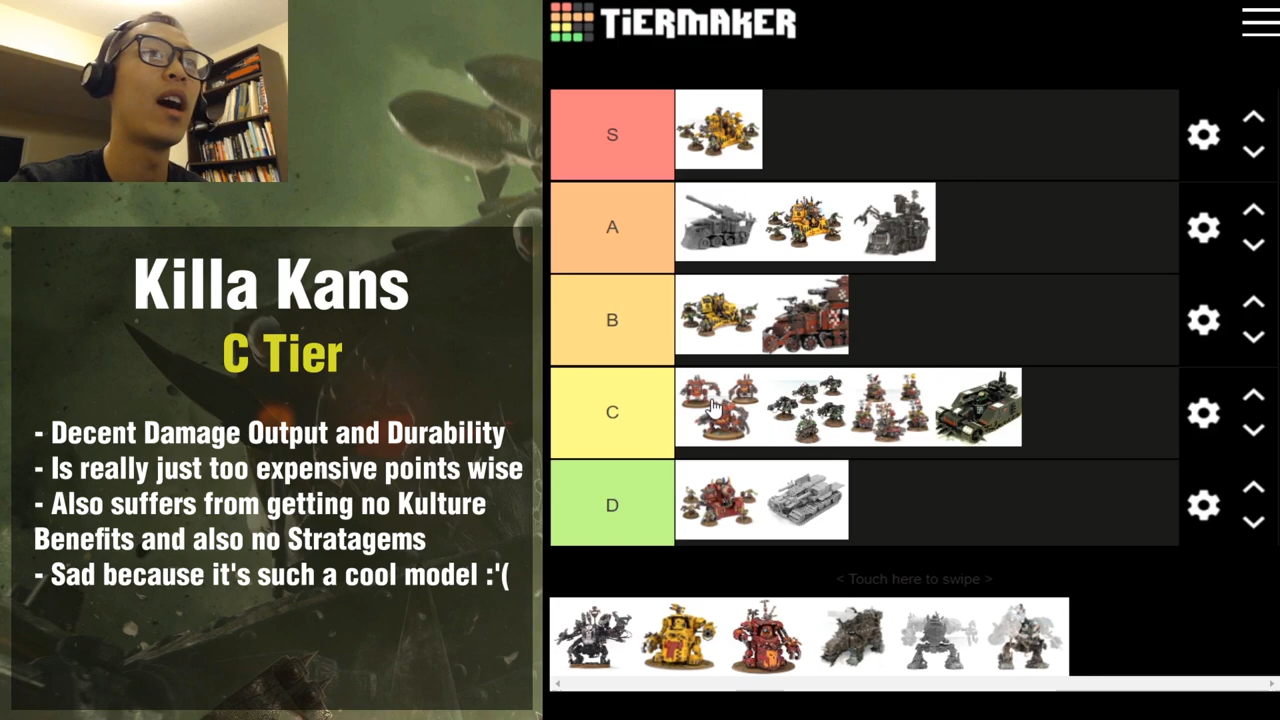 TiERMAKER
Killa Kans
C Tier
- Decent Damage Output and Durability
- Is really just too expensive points wise
- Also suffers from getting no Kulture
Benefits and also no Stratagems
- Sad because it's such a cool model :'(
S
A
B
C
D
< Touch here to swipe >